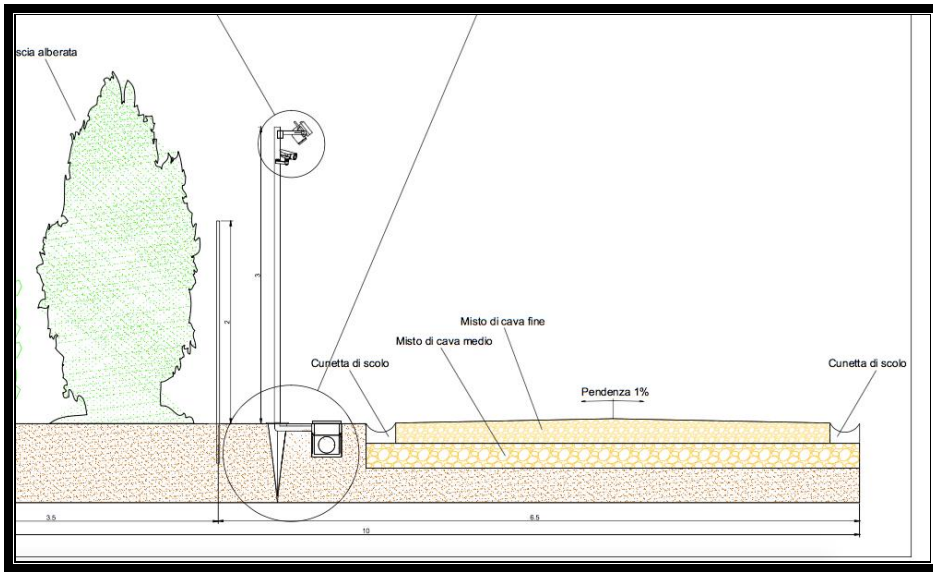 scia alberata
3
2
Misto di cava fine
Misto di cava medio
Cunetta di scolo
Pendenza 1%
Cunetta di scolo
3.5
6.5
10